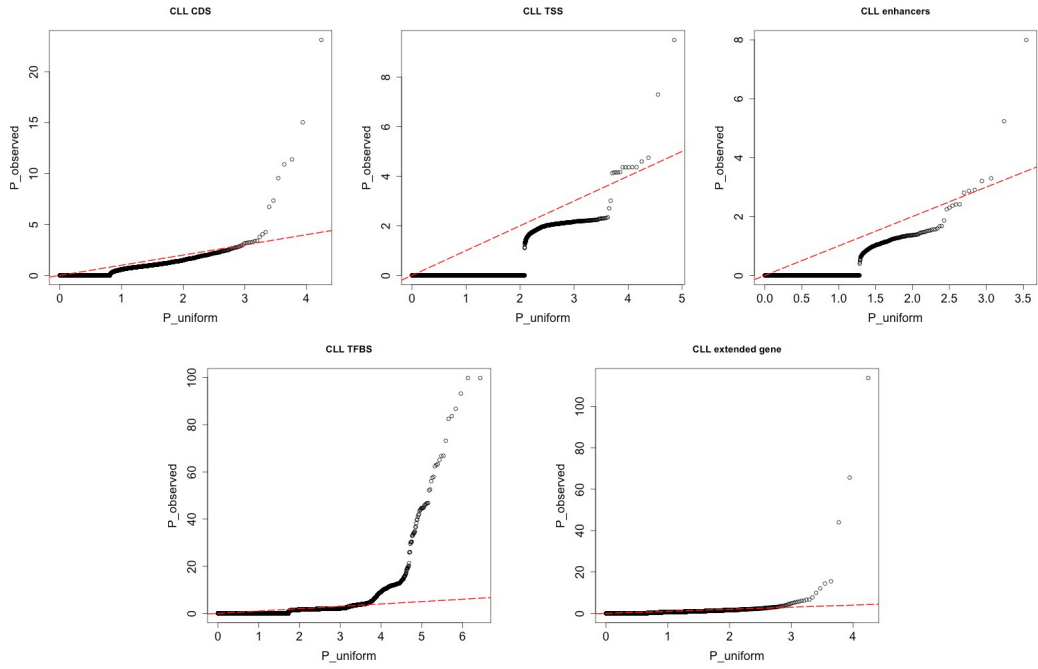 CLL CDS
P_observed
20
15
10
5
0
0 1 2 3 4
P_uniform
CLL TSS
P_observed
8
6
4
2
0
0 1 2 3 4 5
P_uniform
CLL enhancers
P_observed
8
6
4
2
0
0.0 0.5 1.0 1.5 2.0 2.5 3.0 3.5
P_uniform
CLL TFBS
P_observed
100
80
60
40
20
0
0 1 2 3 4 5 6
P_uniform
CLL extended gene
P_observed
100
80
60
40
20
0
0 1 2 3 4
P_uniform